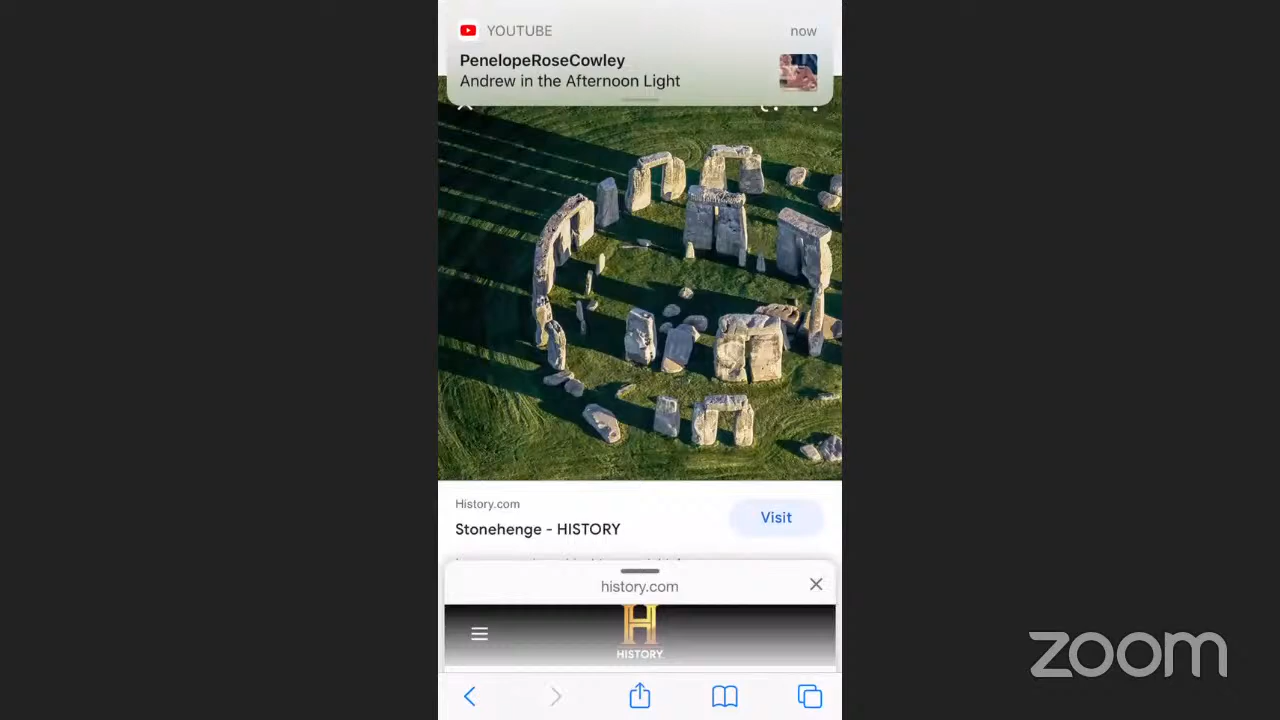 YOUTUBE now
PenelopeRoseCowley
Andrew in the Afternoon Light
History.com
Stonehenge - HISTORY
Visit
history.com
H
HISTORY
zoom